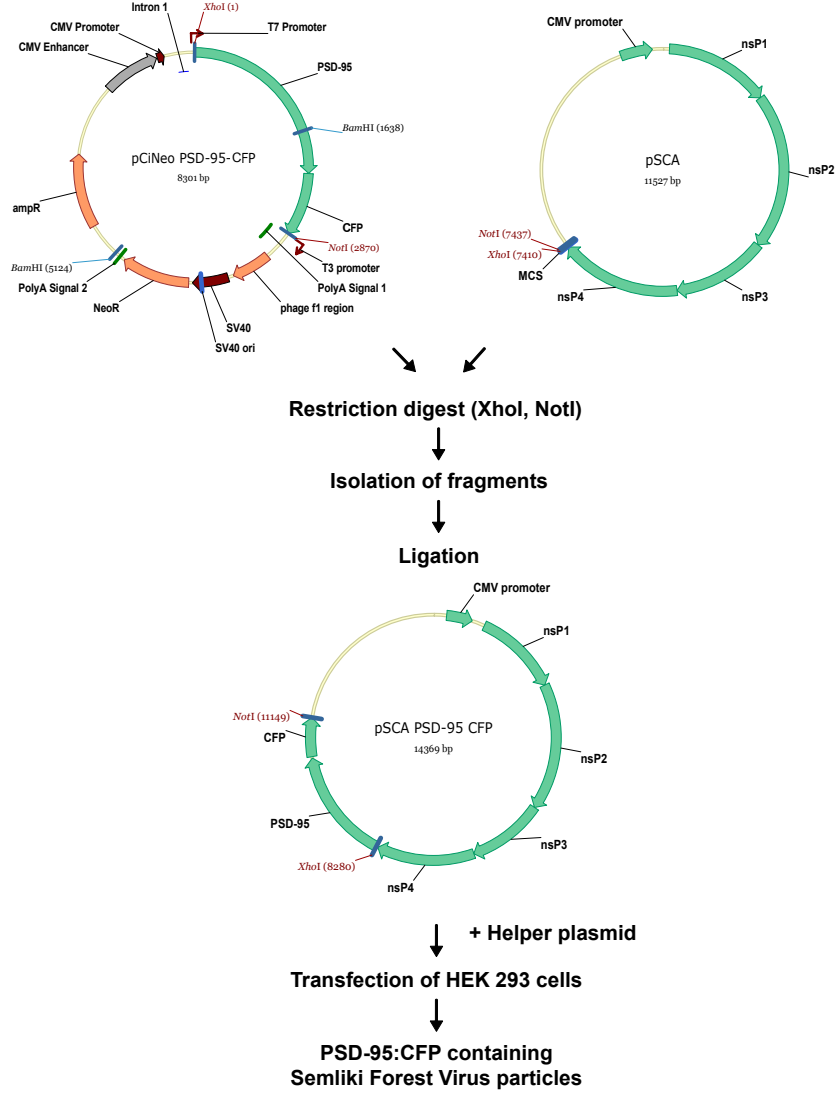 Intron 1
XhoI (1)
CMV Promoter
T7 Promoter
CMV Enhancer
PSD-95
BamHI (1638)
pCiNeo PSD-95-CFP
8301 bp
ampR
CFP
NotI (2870)
BamHI (5124)
T3 promoter
PolyA Signal 2
PolyA Signal 1
NeoR
phage f1 region
SV40
SV40 ori
CMV promoter
nsP1
pSCA
11527 bp
nsP2
NotI (7437)
XhoI (7410)
MCS
nsP4
nsP3
Restriction digest (XhoI, NotI)
Isolation of fragments
Ligation
CMV promoter
nsP1
NotI (11149)
CFP
pSCA PSD-95 CFP
14369 bp
nsP2
PSD-95
nsP3
XhoI (8280)
nsP4
+ Helper plasmid
Transfection of HEK 293 cells
PSD-95:CFP containing
Semliki Forest Virus particles